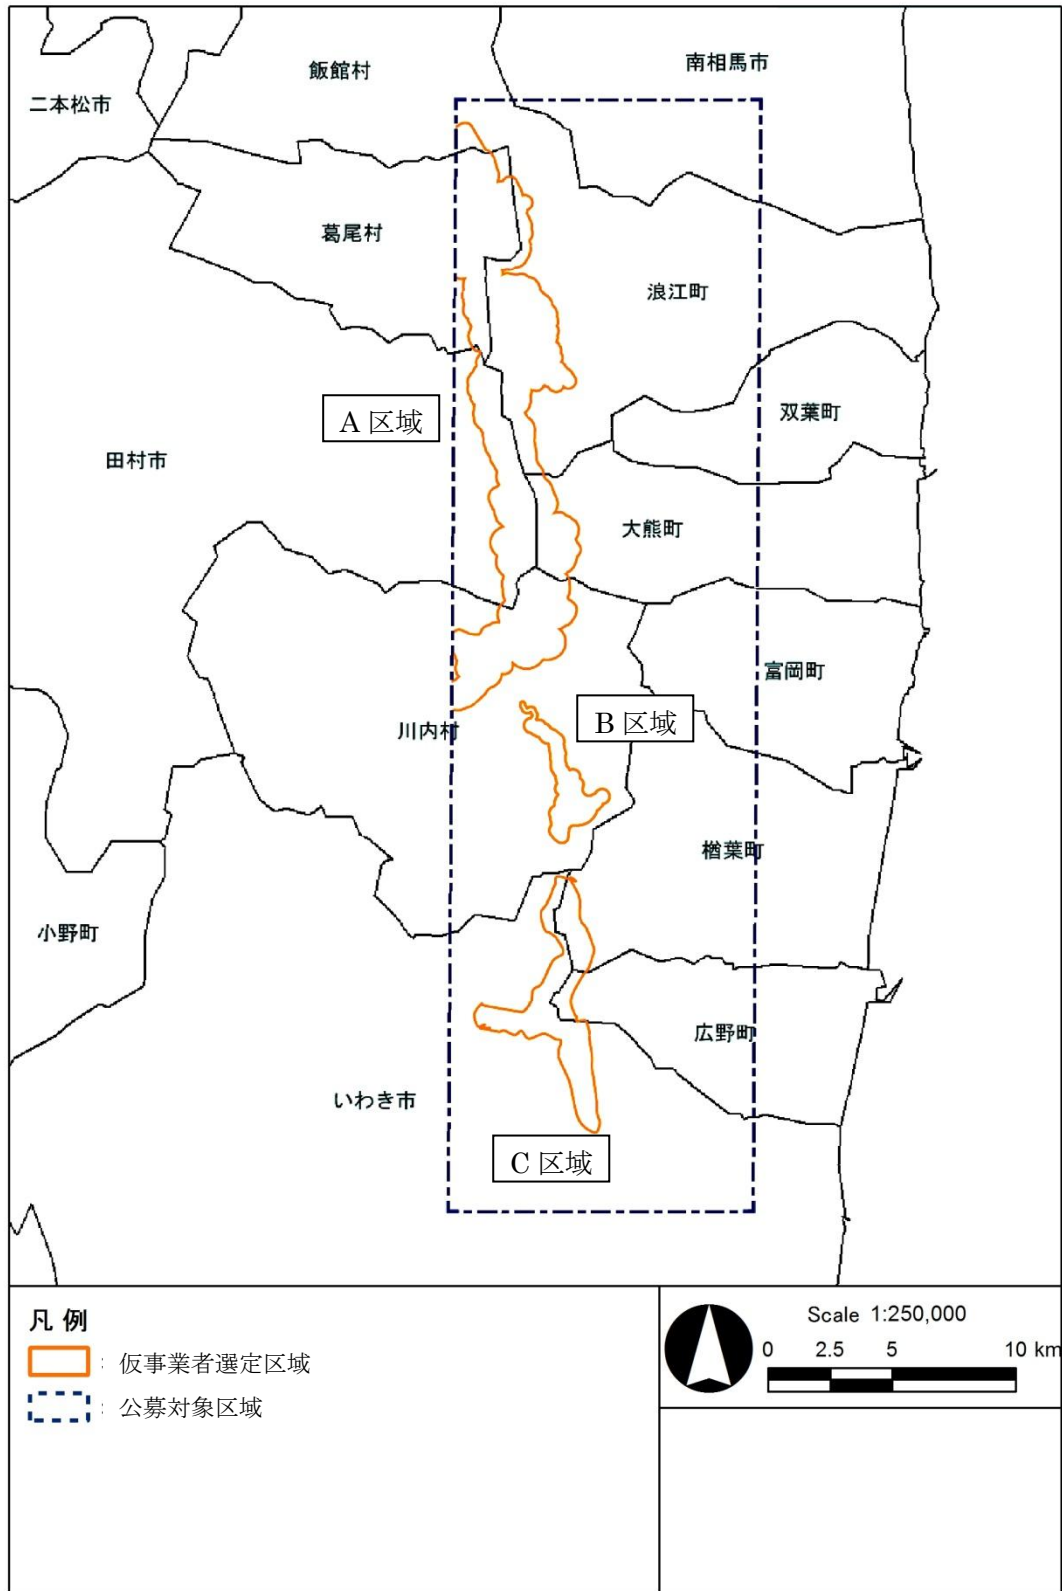 南相馬市
飯館村
二本松市
葛尾村
浪江町
A 区域
双葉町
田村市
大熊町
富岡町
B 区域
川内村
楢葉町
小野町
広野町
いわき市
C 区域
凡 例
: 仮事業者選定区域
: 公募対象区域
Scale 1:250,000
0 2.5 5 10 km